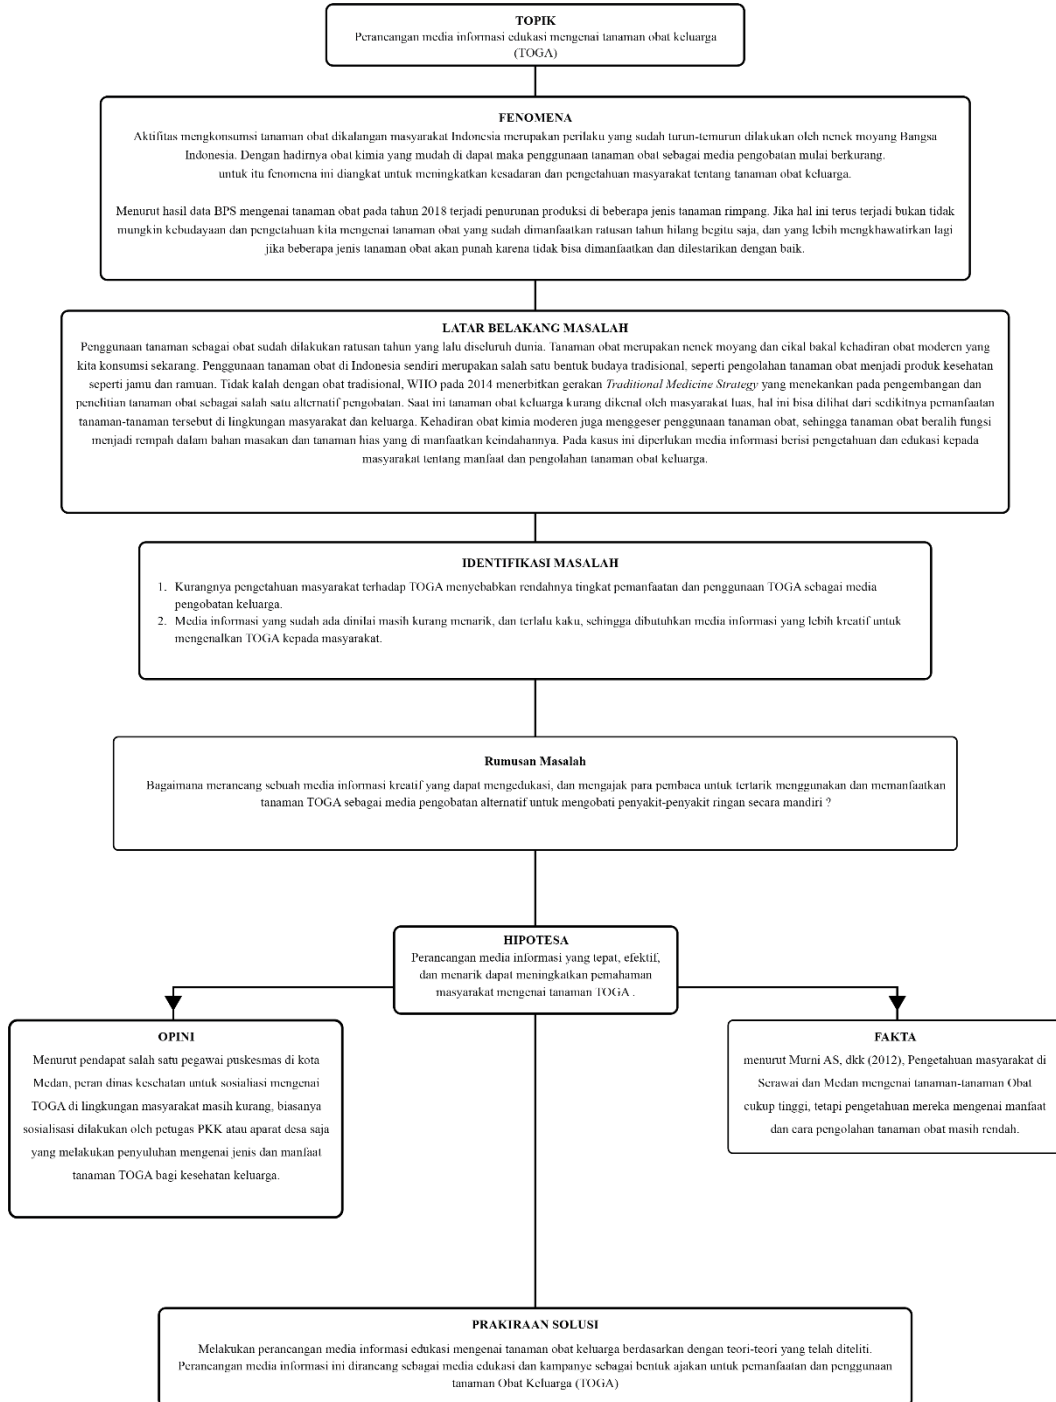 TOPIK
Perancangan media informasi edukasi mengenai tanaman obat keluarga
(TOGA)
FENOMENA
Aktifitas mengkonsumsi tanaman obat dikalangan masyarakat Indonesia merupakan perilaku yang sudah turun-temurun dilakukan oleh nenek moyang Bangsa
Indonesia. Dengan hadirnya obat kimia yang mudah di dapat maka penggunaan tanaman obat sebagai media pengobatan mulai berkurang.
untuk itu fenomena ini diangkat untuk meningkatkan kesadaran dan pengetahuan masyarakat tentang tanaman obat keluarga.
Menurut hasil data BPS mengenai tanaman obat pada tahun 2018 terjadi penurunan produksi di beberapa jenis tanaman rimpang. Jika hal ini terus terjadi bukan tidak
mungkin kebudayaan dan pengetahuan kita mengenai tanaman obat yang sudah dimanfaatkan ratusan tahun hilang begitu saja, dan yang lebih mengkhawatirkan lagi
jika beberapa jenis tanaman obat akan punah karena tidak bisa dimanfaatkan dan dilestarikan dengan baik.
LATAR BELAKANG MASALAH
Penggunaan tanaman sebagai obat sudah dilakukan ratusan tahun yang lalu diseluruh dunia. Tanaman obat merupakan nenek moyang dan cikal bakal kehadiran obat moderen yang
kita konsumsi sekarang. Penggunaan tanaman obat di Indonesia sendiri merupakan salah satu bentuk budaya tradisional, seperti pengolahan tanaman obat menjadi produk kesehatan
seperti jamu dan ramuan. Tidak kalah dengan obat tradisional, WHO pada 2014 menerbitkan gerakan Traditional Medicine Strategy yang menekankan pada pengembangan dan
penelitian tanaman obat sebagai salah satu alternatif pengobatan. Saat ini tanaman obat keluarga kurang dikenal oleh masyarakat luas, hal ini bisa dilihat dari sedikitnya pemanfaatan
tanaman-tanaman tersebut di lingkungan masyarakat dan keluarga. Kehadiran obat kimia moderen juga menggeser penggunaan tanaman obat, sehingga tanaman obat beralih fungsi
menjadi rempah dalam bahan masakan dan tanaman hias yang di manfaatkan keindahannya. Pada kasus ini diperlukan media informasi berisi pengetahuan dan edukasi kepada
masyarakat tentang manfaat dan pengolahan tanaman obat keluarga.
IDENTIFIKASI MASALAH
1. Kurangnya pengetahuan masyarakat terhadap TOGA menyebabkan rendahnya tingkat pemanfaatan dan penggunaan TOGA sebagai media
pengobatan keluarga.
2. Media informasi yang sudah ada dinilai masih kurang menarik, dan terlalu kaku, sehingga dibutuhkan media informasi yang lebih kreatif untuk
mengenalkan TOGA kepada masyarakat.
Rumusan Masalah
Bagaimana merancang sebuah media informasi kreatif yang dapat mengedukasi, dan mengajak para pembaca untuk tertarik menggunakan dan memanfaatkan
tanaman TOGA sebagai media pengobatan alternatif untuk mengobati penyakit-penyakit ringan secara mandiri ?
HIPOTESA
Perancangan media informasi yang tepat, efektif,
dan menarik dapat meningkatkan pemahaman
masyarakat mengenai tanaman TOGA .
OPINI
Menurut pendapat salah satu pegawai puskesmas di kota
Medan, peran dinas kesehatan untuk sosialiasi mengenai
TOGA di lingkungan masyarakat masih kurang, biasanya
sosialisasi dilakukan oleh petugas PKK atau aparat desa saja
yang melakukan penyuluhan mengenai jenis dan manfaat
tanaman TOGA bagi kesehatan keluarga.
FAKTA
menurut Murni AS, dkk (2012), Pengetahuan masyarakat di
Serawai dan Medan mengenai tanaman-tanaman Obat
cukup tinggi, tetapi pengetahuan mereka mengenai manfaat
dan cara pengolahan tanaman obat masih rendah.
PRAKIRAAN SOLUSI
Melakukan perancangan media informasi edukasi mengenai tanaman obat keluarga berdasarkan dengan teori-teori yang telah diteliti.
Perancangan media informasi ini dirancang sebagai media edukasi dan kampanye sebagai bentuk ajakan untuk pemanfaatan dan penggunaan
tanaman Obat Keluarga (TOGA)